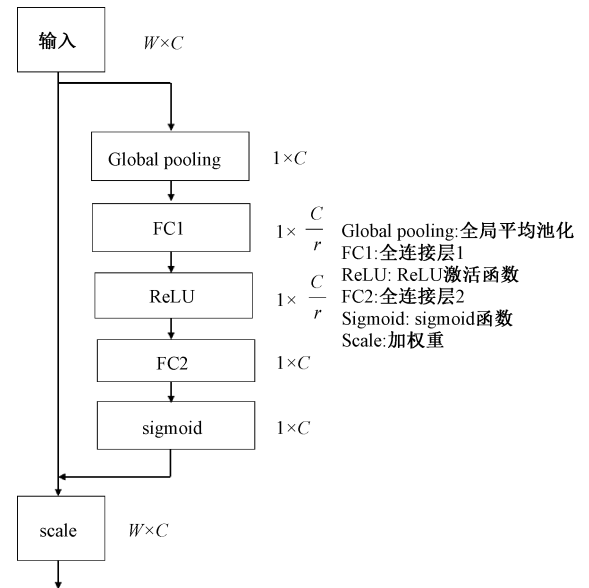 输入
W×C
Global pooling
1×C
FC1
1× C/r
ReLU
1× C/r
FC2
1×C
sigmoid
1×C
scale
W×C
Global pooling:全局平均池化
FC1:全连接层1
ReLU: ReLU激活函数
FC2:全连接层2
Sigmoid: sigmoid函数
Scale:加权重